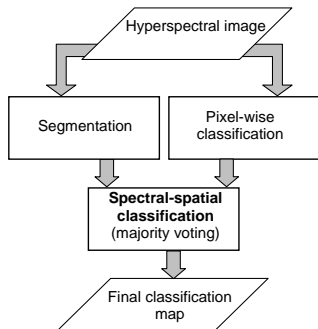 Hyperspectral image
Segmentation
Pixel-wise
classification
Spectral-spatial
classification
(majority voting)
Final classification
map